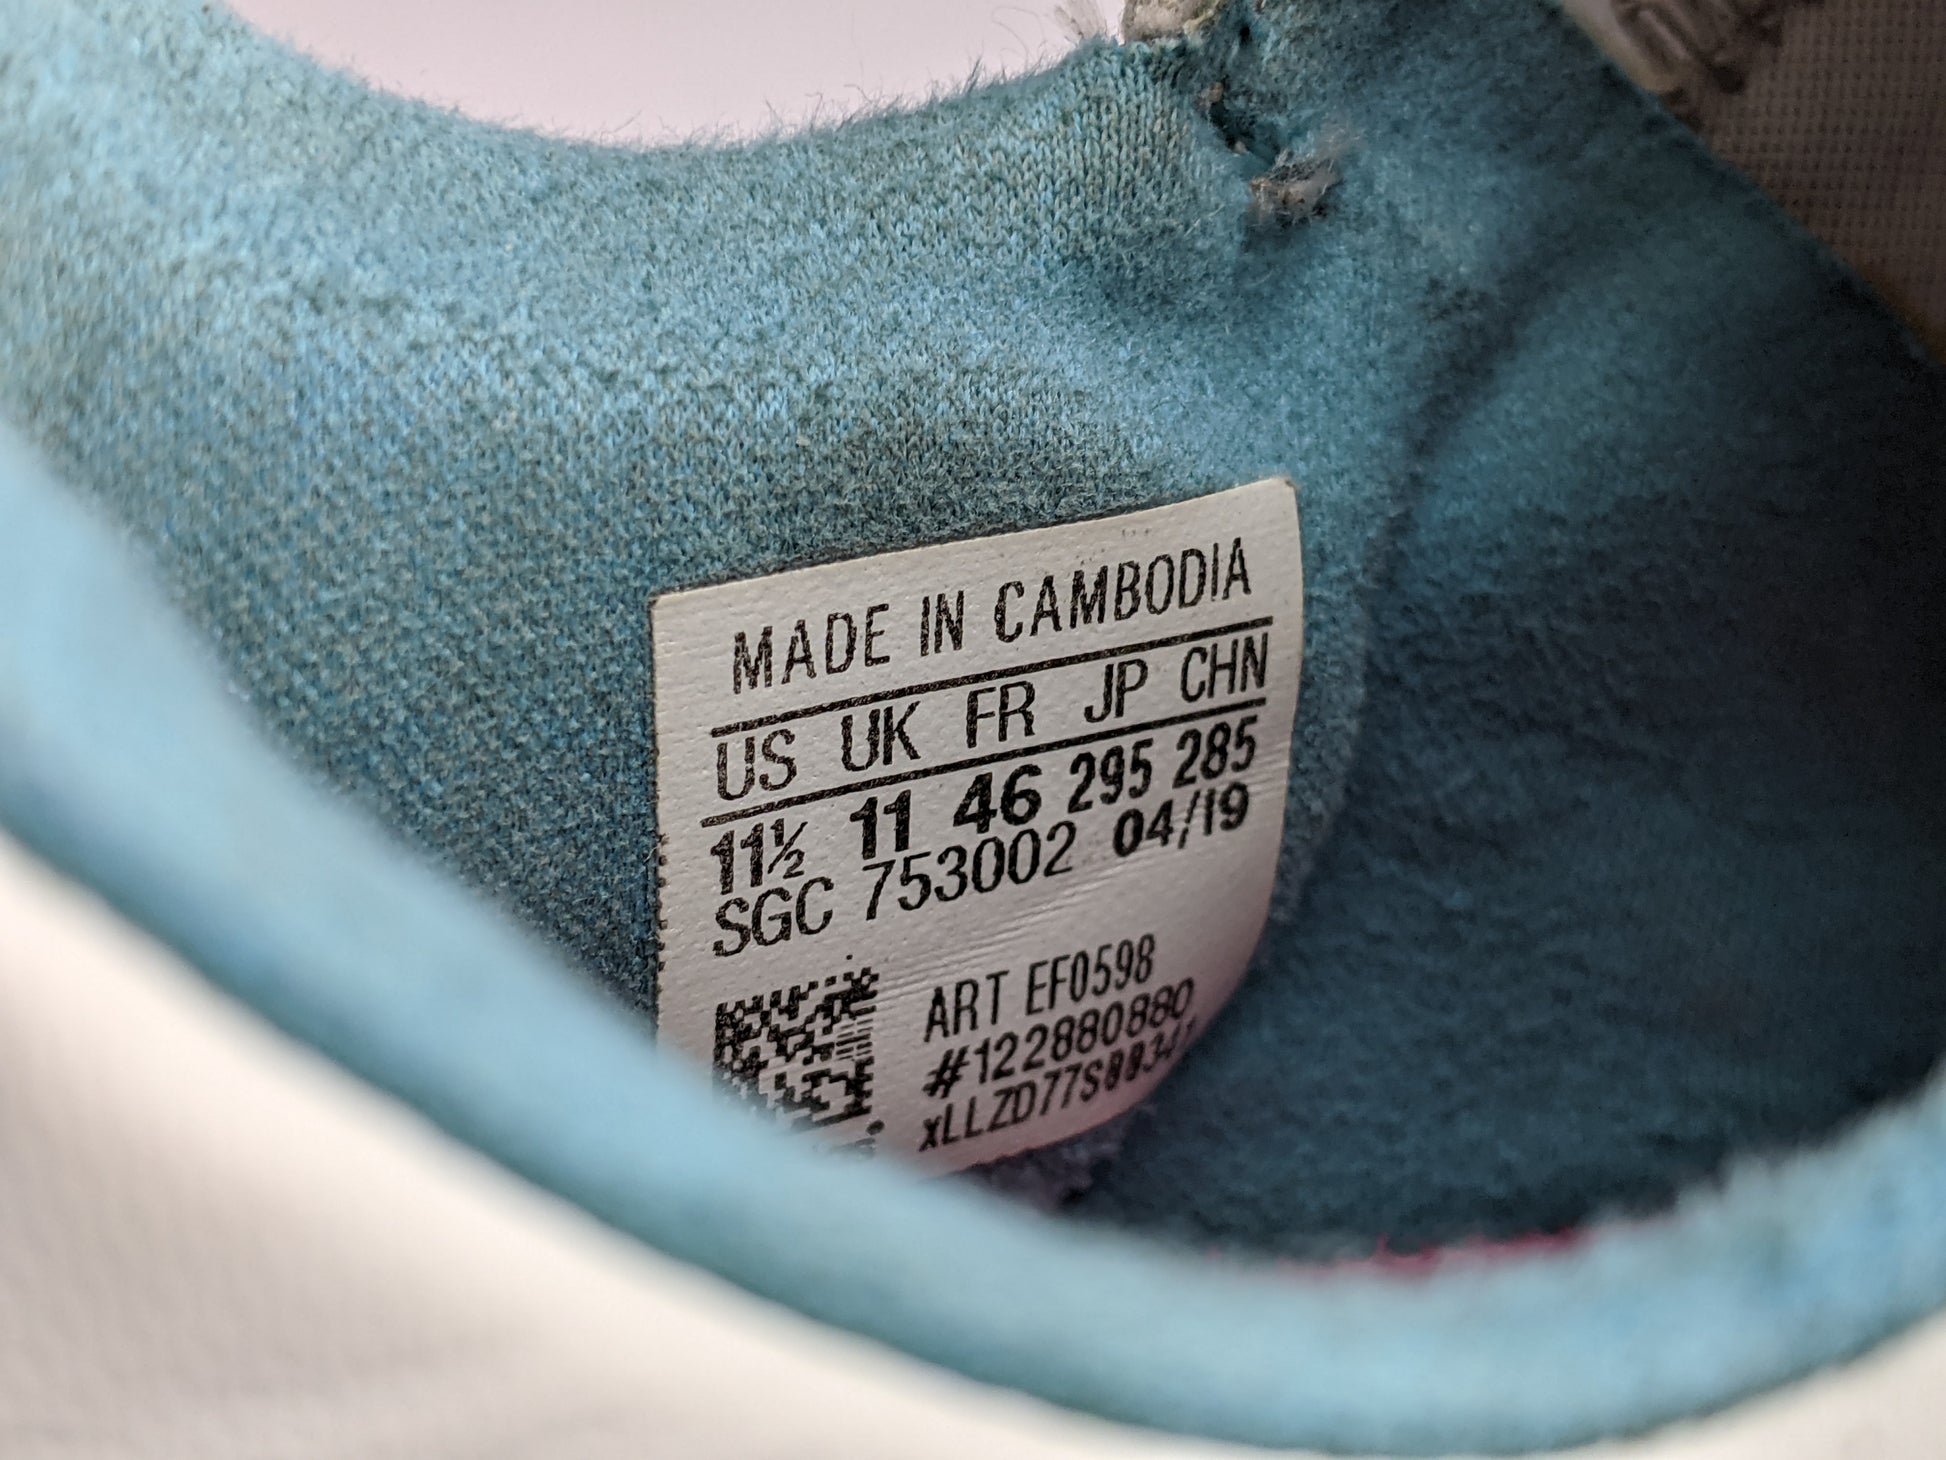 MADE IN CAMBODIA
US UK FR JP CHN
11½ 11 46 295 285
SGC 753002 04/19
ART EF0598
#122880880